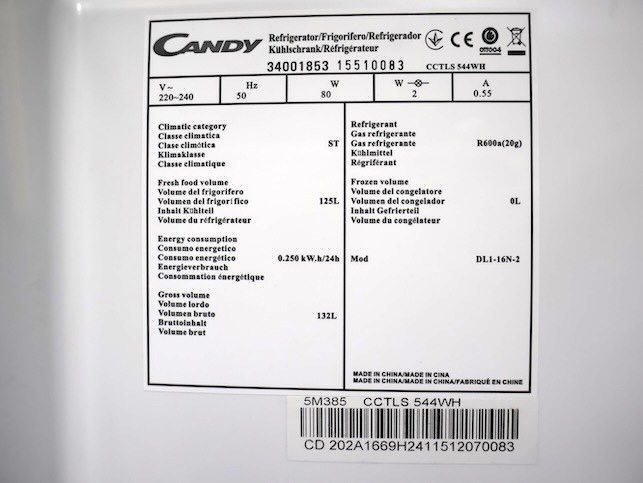 CANDY
Refrigerator/Frigorifero/Refrigerador
Kühlschrank/Réfrigérateur
CE
34001853 15510083
CCTLS 544WH
V~
220~240
Hz
50
W
80
W
2
A
0.55
Climatic category
Classe climatica
Clase climótica
Klimaklasse
Classe climatique
ST
Fresh food volume
Volume del frigorifero
Volumen del frigorífico
Inhalt Kühlteil
Volume du réfrigérateur
125L
Energy consumption
Consumo energetico
Consumo energético
Energieverbrauch
Consommation énergétique
0.250 kW.h/24h
Gross volume
Volume lordo
Volumen bruto
Bruttoinhalt
Volume brut
132L
Refrigerant
Gas refrigerante
Gas refrigerante
Kühlmittel
Régriférant
R600a(20g)
Frozen volume
Volume del congelatore
Volumen del congelador
Inhalt Gefrierteil
Volume du congélateur
0L
Mod
DL1-16N-2
MADE IN CHINA/MADE IN CINA
MADE IN CHINA/MADE IN CHINA/FABRIQUÉ EN CHINE
5M385 CCTLS 544WH
CD 202A1669H2411512070083